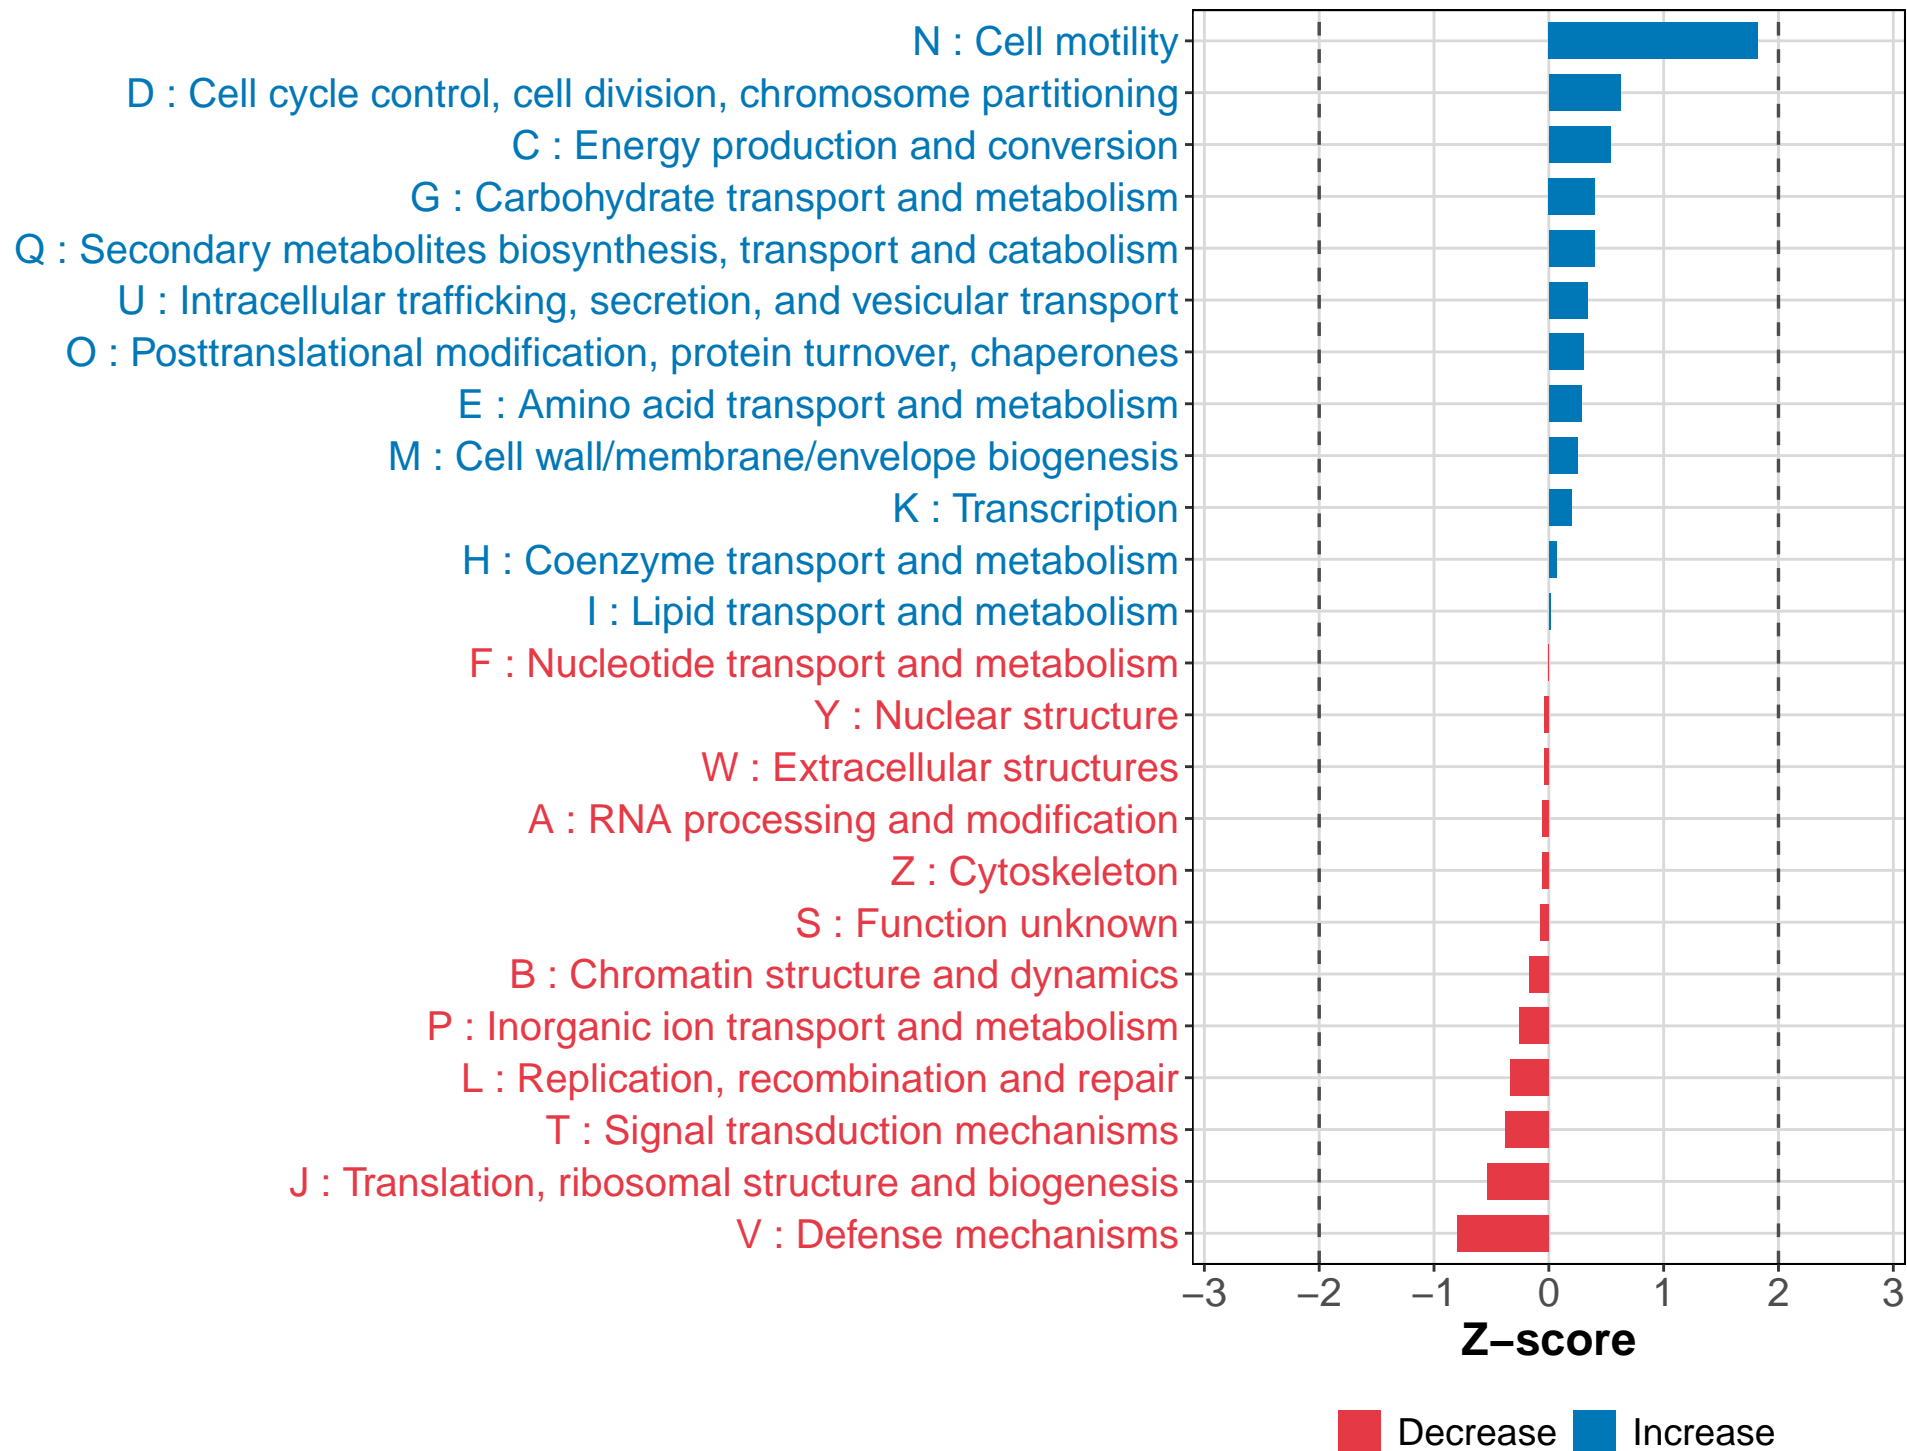 N : Cell motility
D : Cell cycle control, cell division, chromosome partitioning
C : Energy production and conversion
G : Carbohydrate transport and metabolism
Q : Secondary metabolites biosynthesis, transport and catabolism
U : Intracellular trafficking, secretion, and vesicular transport
O : Posttranslational modification, protein turnover, chaperones
E : Amino acid transport and metabolism
M : Cell wall/membrane/envelope biogenesis
K : Transcription
H : Coenzyme transport and metabolism
I : Lipid transport and metabolism
F : Nucleotide transport and metabolism
Y : Nuclear structure
W : Extracellular structures
A : RNA processing and modification
Z : Cytoskeleton
S : Function unknown
B : Chromatin structure and dynamics
P : Inorganic ion transport and metabolism
L : Replication, recombination and repair
T : Signal transduction mechanisms
J : Translation, ribosomal structure and biogenesis
V : Defense mechanisms
−3 −2 −1 0 1 2 3
Z−score
Decrease Increase